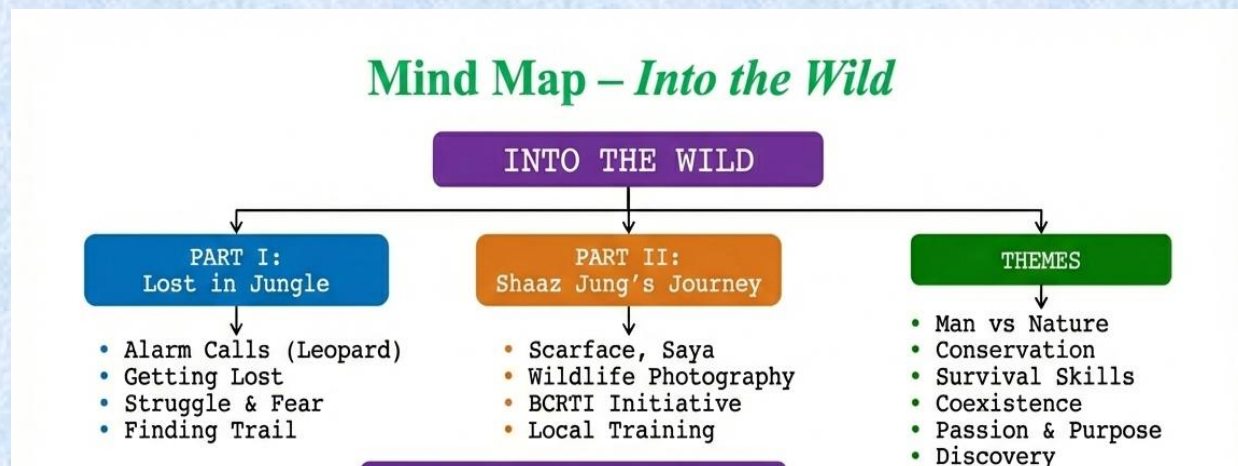 Mind Map – Into the Wild
INTO THE WILD
PART I:
Lost in Jungle
• Alarm Calls (Leopard)
• Getting Lost
• Struggle & Fear
• Finding Trail
PART II:
Shaaz Jung's Journey
• Scarface, Saya
• Wildlife Photography
• BCRTI Initiative
• Local Training
THEMES
• Man vs Nature
• Conservation
• Survival Skills
• Coexistence
• Passion & Purpose
• Discovery